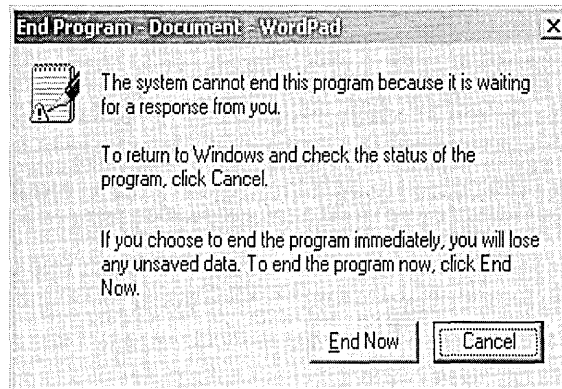 End Program - Document - WordPad
The system cannot end this program because it is waiting
for a response from you.
To return to Windows and check the status of the
program, click Cancel.
If you choose to end the program immediately, you will lose
any unsaved data. To end the program now, click End
Now.
End Now Cancel